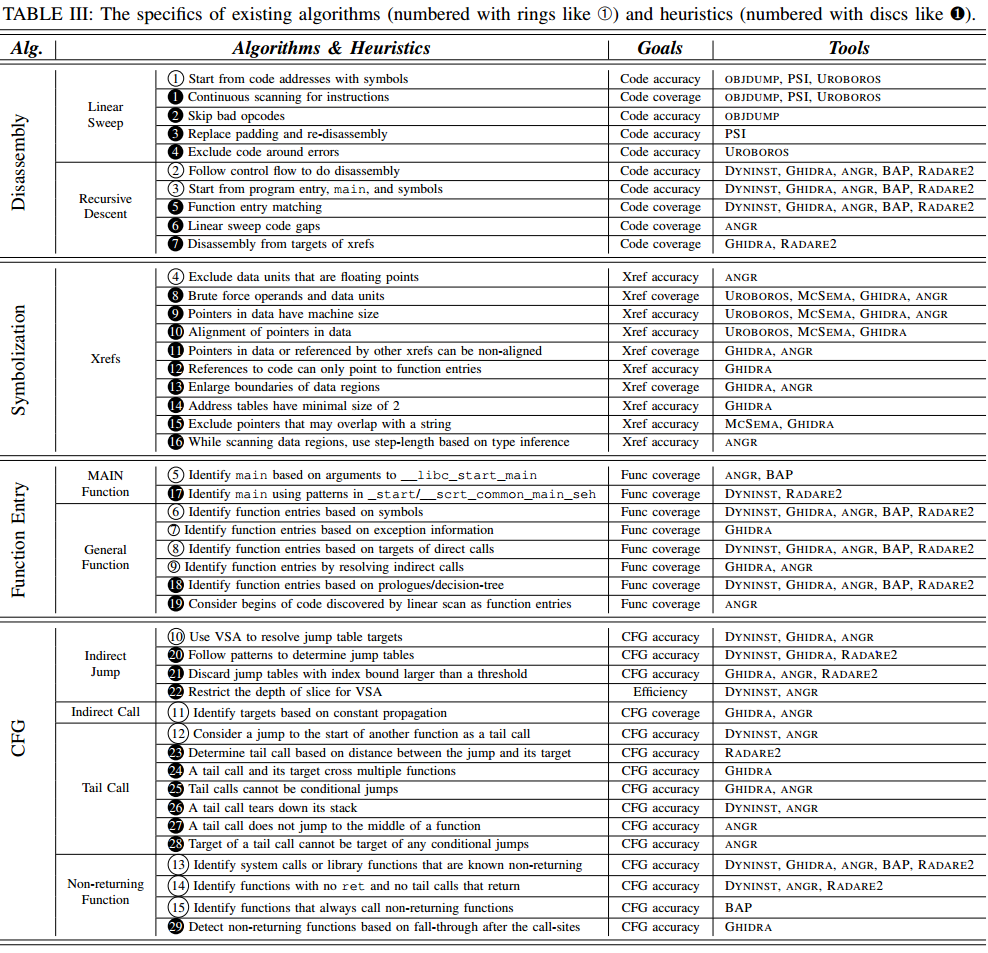 TABLE III: The specifics of existing algorithms (numbered with rings like ①) and heuristics (numbered with discs like ❶).
Alg. Algorithms & Heuristics Goals Tools
Disassembly
Linear Sweep
① Start from code addresses with symbols Code accuracy OBJDUMP, PSI, UROBOROS
❶ Continuous scanning for instructions Code coverage OBJDUMP, PSI, UROBOROS
❷ Skip bad opcodes Code accuracy OBJDUMP
❸ Replace padding and re-disassembly Code accuracy PSI
❹ Exclude code around errors Code accuracy UROBOROS
Recursive Descent
② Follow control flow to do disassembly Code accuracy DYNINST, GHIDRA, ANGR, BAP, RADARE2
③ Start from program entry, main, and symbols Code accuracy DYNINST, GHIDRA, ANGR, BAP, RADARE2
❺ Function entry matching Code coverage DYNINST, GHIDRA, ANGR, BAP, RADARE2
❻ Linear sweep code gaps Code coverage ANGR
❼ Disassembly from targets of xrefs Code coverage GHIDRA, RADARE2
Symbolization
Xrefs
④ Exclude data units that are floating points Xref accuracy ANGR
❽ Brute force operands and data units Xref coverage UROBOROS, MCSEMA, GHIDRA, ANGR
❾ Pointers in data have machine size Xref accuracy UROBOROS, MCSEMA, GHIDRA, ANGR
❿ Alignment of pointers in data Xref accuracy UROBOROS, MCSEMA, GHIDRA
⓫ Pointers in data or referenced by other xrefs can be non-aligned Xref coverage GHIDRA, ANGR
⓬ References to code can only point to function entries Xref accuracy GHIDRA
⓭ Enlarge boundaries of data regions Xref coverage GHIDRA, ANGR
⓮ Address tables have minimal size of 2 Xref accuracy GHIDRA
⓯ Exclude pointers that may overlap with a string Xref accuracy MCSEMA, GHIDRA
⓰ While scanning data regions, use step-length based on type inference Xref accuracy ANGR
Function Entry
MAIN Function
⑤ Identify main based on arguments to __libc_start_main Func coverage ANGR, BAP
⓱ Identify main using patterns in _start/__scrt_common_main_seh Func coverage DYNINST, RADARE2
General Function
⑥ Identify function entries based on symbols Func coverage DYNINST, GHIDRA, ANGR, BAP, RADARE2
⑦ Identify function entries based on exception information Func coverage GHIDRA
⑧ Identify function entries based on targets of direct calls Func coverage DYNINST, GHIDRA, ANGR, BAP, RADARE2
⑨ Identify function entries by resolving indirect calls Func coverage GHIDRA, ANGR
⓲ Identify function entries based on prologues/decision-tree Func coverage DYNINST, GHIDRA, ANGR, BAP, RADARE2
⓳ Consider begins of code discovered by linear scan as function entries Func coverage ANGR
CFG
Indirect Jump
⑩ Use VSA to resolve jump table targets CFG accuracy DYNINST, GHIDRA, ANGR
⓴ Follow patterns to determine jump tables CFG accuracy DYNINST, GHIDRA, RADARE2
21 Discard jump tables with index bound larger than a threshold CFG accuracy GHIDRA, ANGR, RADARE2
22 Restrict the depth of slice for VSA Efficiency DYNINST, ANGR
Indirect Call
⑪ Identify targets based on constant propagation CFG coverage GHIDRA, ANGR
Tail Call
⑫ Consider a jump to the start of another function as a tail call CFG accuracy DYNINST, ANGR
23 Determine tail call based on distance between the jump and its target CFG accuracy RADARE2
24 A tail call and its target cross multiple functions CFG accuracy GHIDRA
25 Tail calls cannot be conditional jumps CFG accuracy GHIDRA, ANGR
26 A tail call tears down its stack CFG accuracy DYNINST, ANGR
27 A tail call does not jump to the middle of a function CFG accuracy ANGR
28 Target of a tail call cannot be target of any conditional jumps CFG accuracy ANGR
Non-returning Function
⑬ Identify system calls or library functions that are known non-returning CFG accuracy DYNINST, GHIDRA, ANGR, BAP, RADARE2
⑭ Identify functions with no ret and no tail calls that return CFG accuracy DYNINST, ANGR, RADARE2
⑮ Identify functions that always call non-returning functions CFG accuracy BAP
29 Detect non-returning functions based on fall-through after the call-sites CFG accuracy GHIDRA